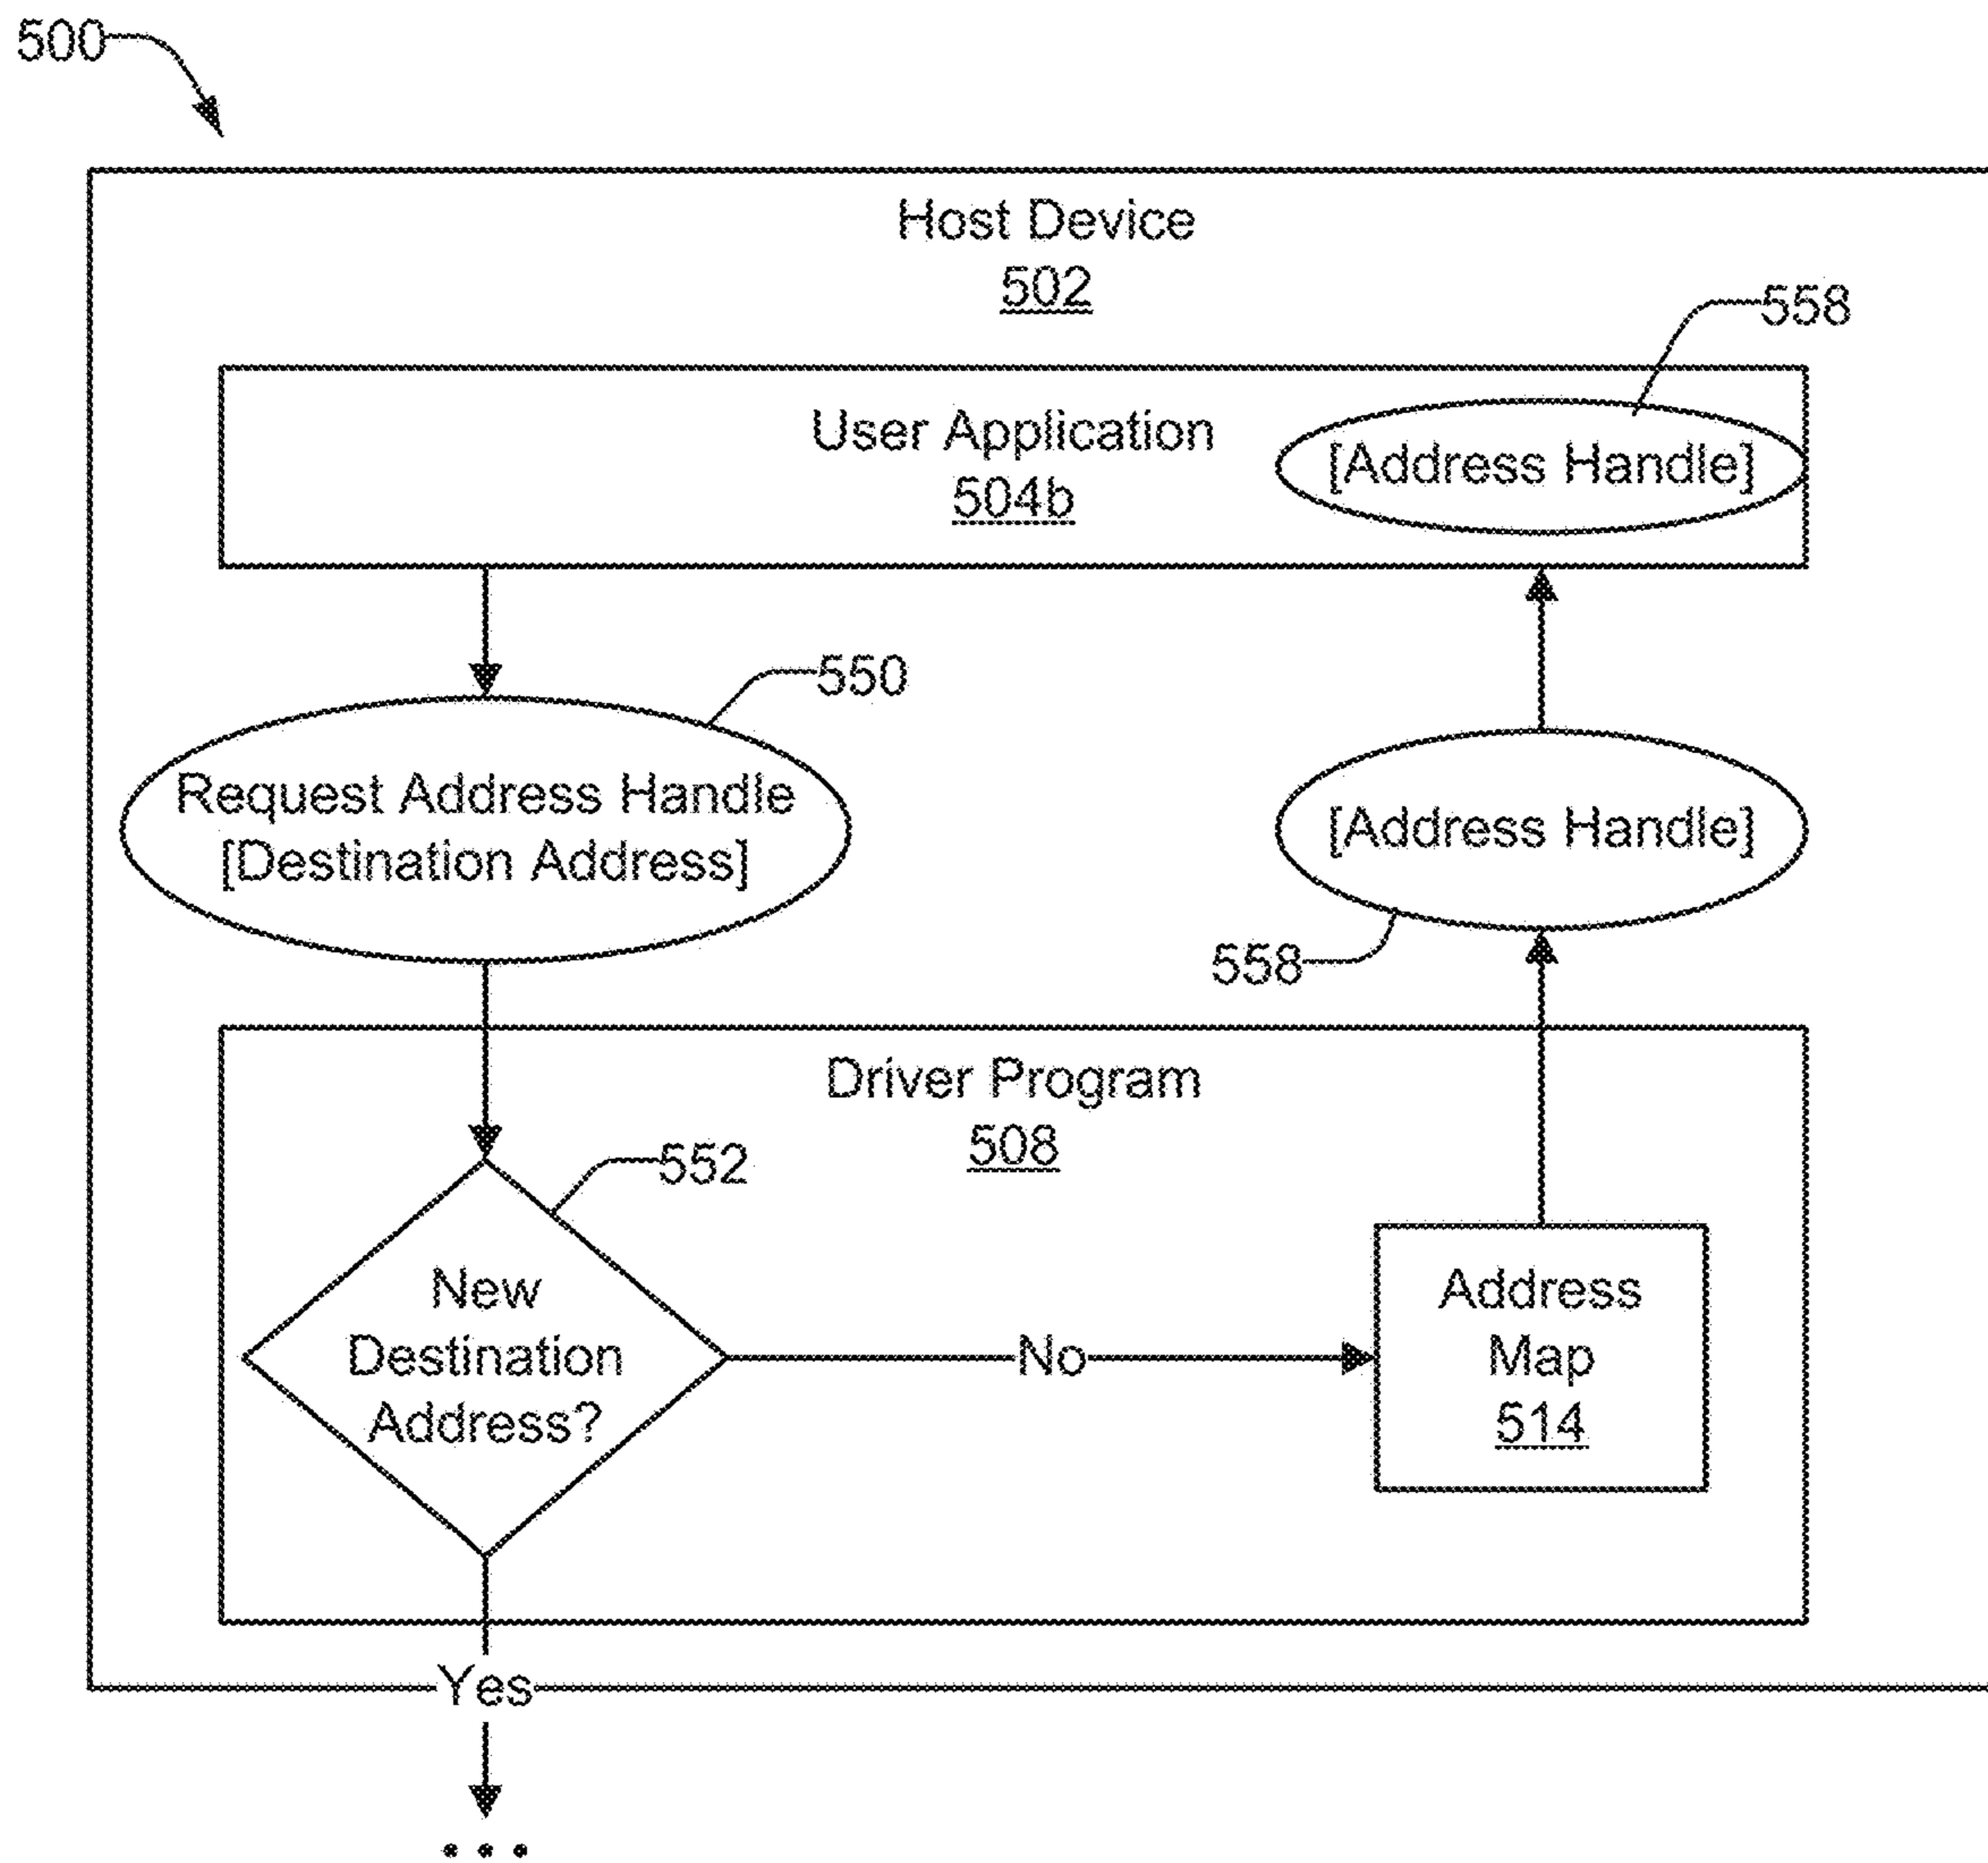 500
Host Device
502
558
User Application
504b
[Address Handle]
550
Request Address Handle
[Destination Address]
[Address Handle]
558
Driver Program
508
552
New
Destination
Address?
No
Address
Map
514
Yes
...